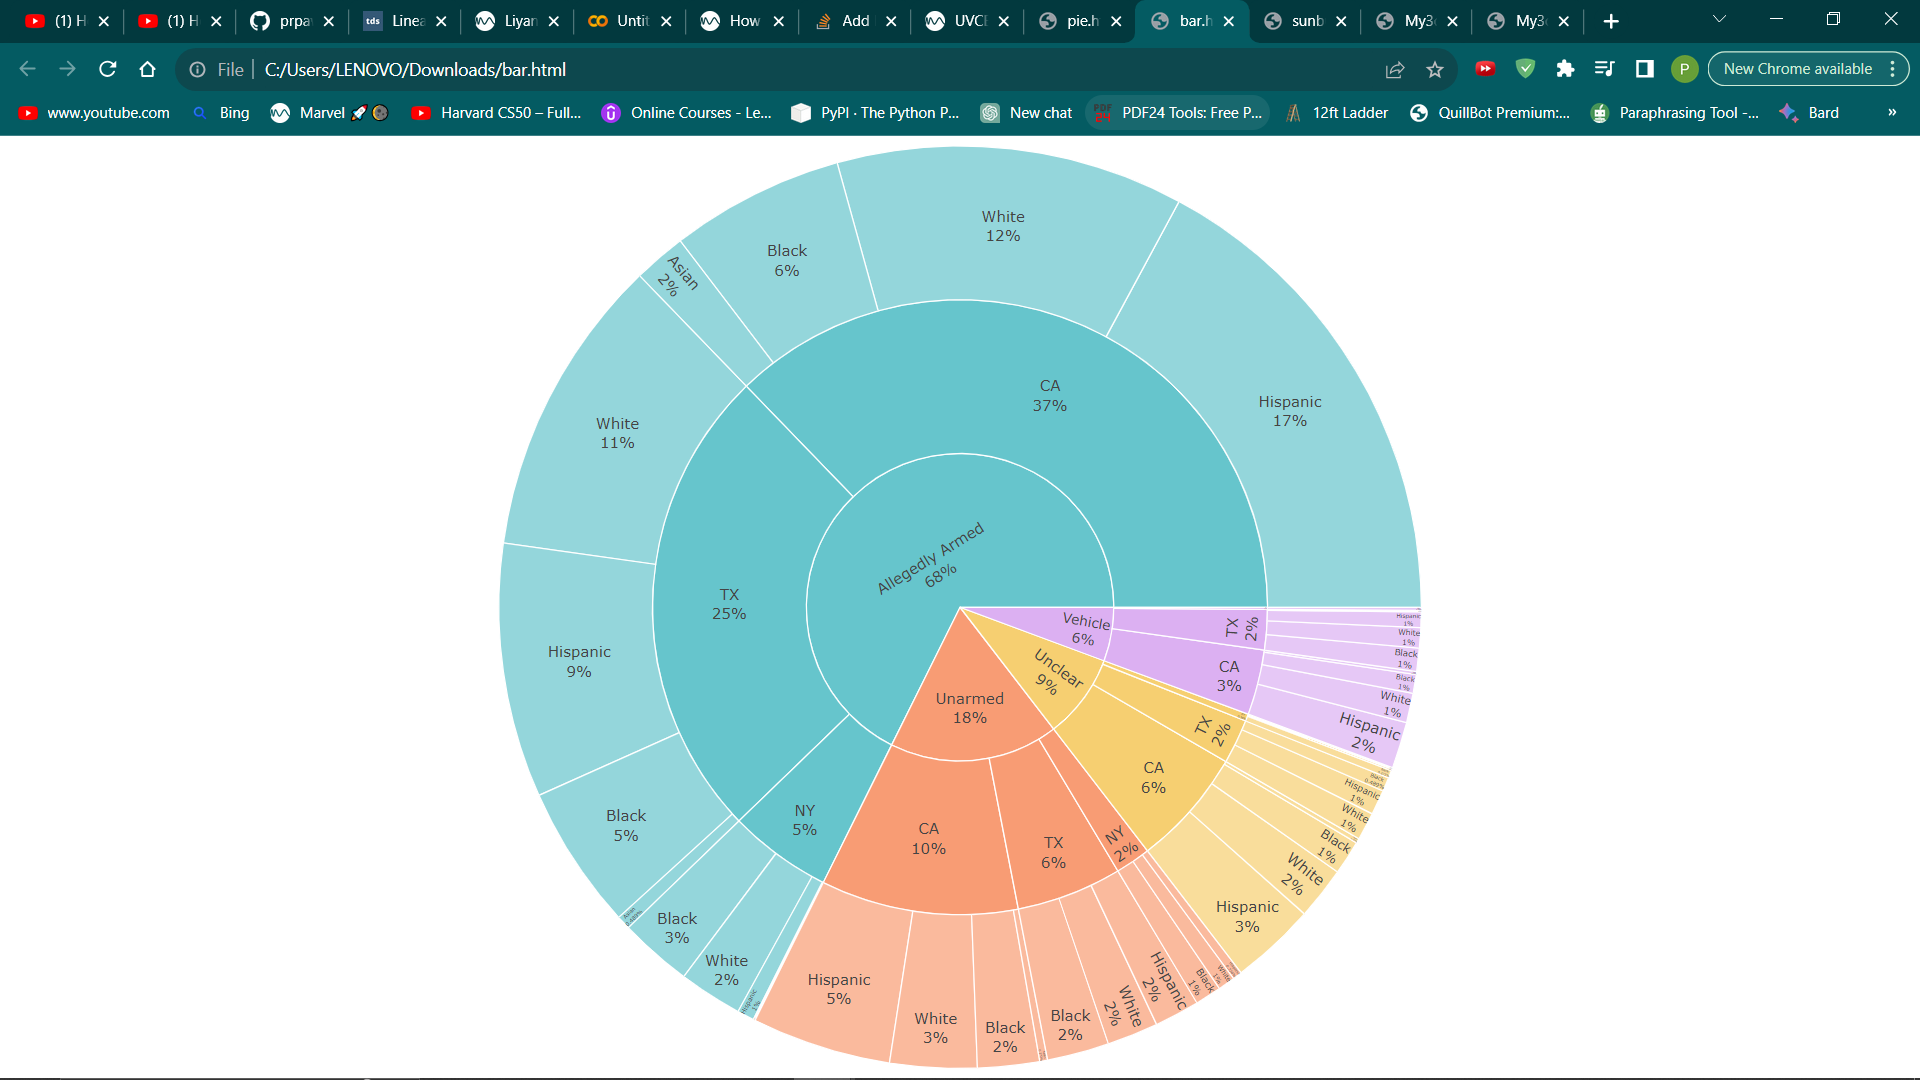 (1) H
(1) H
prpa
tds
Linea
Liyan
Untit
How
Add
UVCE
pie.h
bar.h
sunb
My3
My3
File
C:/Users/LENOVO/Downloads/bar.html
P
New Chrome available
www.youtube.com
Bing
Marvel 🚀
Harvard CS50 – Full...
Online Courses - Le...
PyPI · The Python P...
New chat
PDF
PDF24 Tools: Free P...
12ft Ladder
QuillBot Premium:...
Paraphrasing Tool -...
Bard
»
White
12%
Black
6%
Asian
2%
CA
37%
Hispanic
17%
White
11%
Allegedly Armed
68%
TX
25%
Hispanic
9%
Black
5%
NY
5%
Black
3%
White
2%
Hispanic
1%
Vehicle
6%
TX
2%
CA
3%
Hispanic
1%
White
1%
Black
1%
Black
1%
White
1%
Hispanic
2%
Unclear
9%
TX
2%
CA
6%
Black
Hispanic
1%
White
1%
Black
1%
White
2%
Hispanic
3%
Unarmed
18%
CA
10%
TX
6%
NY
2%
Hispanic
5%
White
3%
Black
2%
Black
2%
White
2%
Hispanic
2%
Black
1%
White
1%